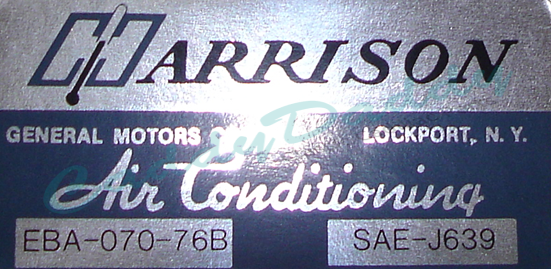 HARRISON
GENERAL MOTORS
LOCKPORT, N. Y.
Air Conditioning
EBA-070-76B
SAE-J639